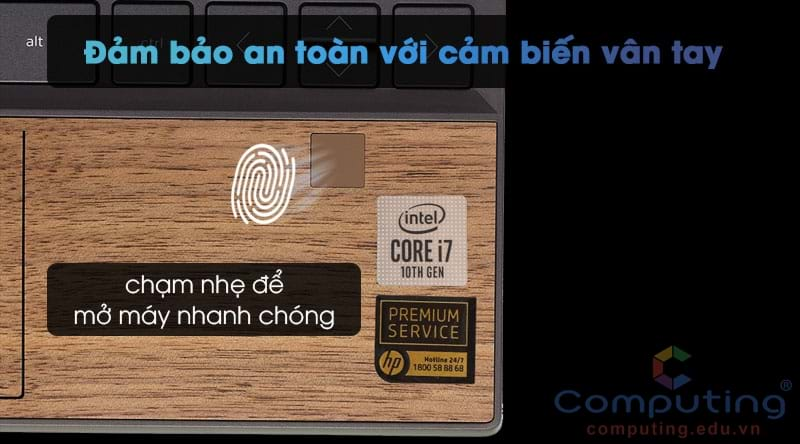 alt
ctrl
Đảm bảo an toàn với cảm biến vân tay
intel
CORE i7
10TH GEN
chạm nhẹ để
mở máy nhanh chóng
PREMIUM
SERVICE
hp
Hotline 24/7
1800 58 88 68
Computing®
computing.edu.vn